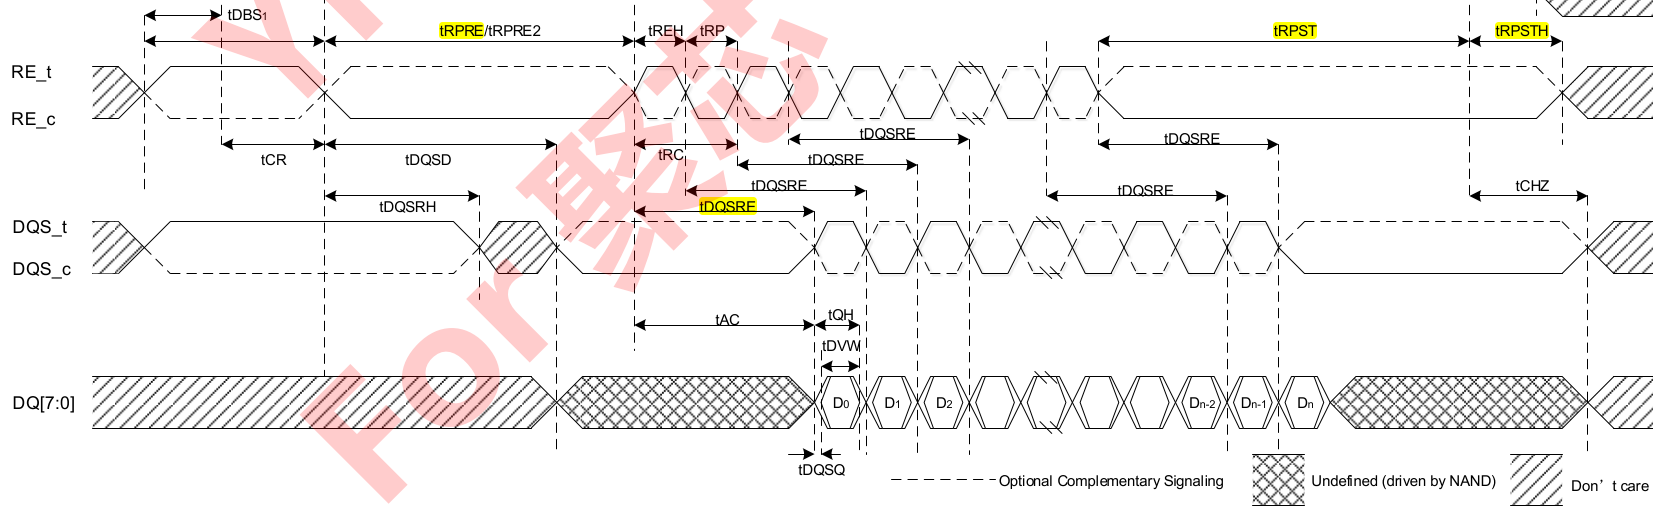 tDBS1
tRPRE/tRPRE2
tREH
tRP
tRPST
tRPSTH
RE_t
RE_c
tCR
tDQSD
tRC
tDQSRE
tDQSRE
tDQSRE
tDQSRE
tDQSRE
tDQSRE
tDQSRH
tCHZ
DQS_t
DQS_c
tAC
tQH
tDVW
DQ[7:0]
D0
D1
D2
Dn-2
Dn-1
Dn
tDQSQ
Optional Complementary Signaling
Undefined (driven by NAND)
Don’t care
For 聚芯